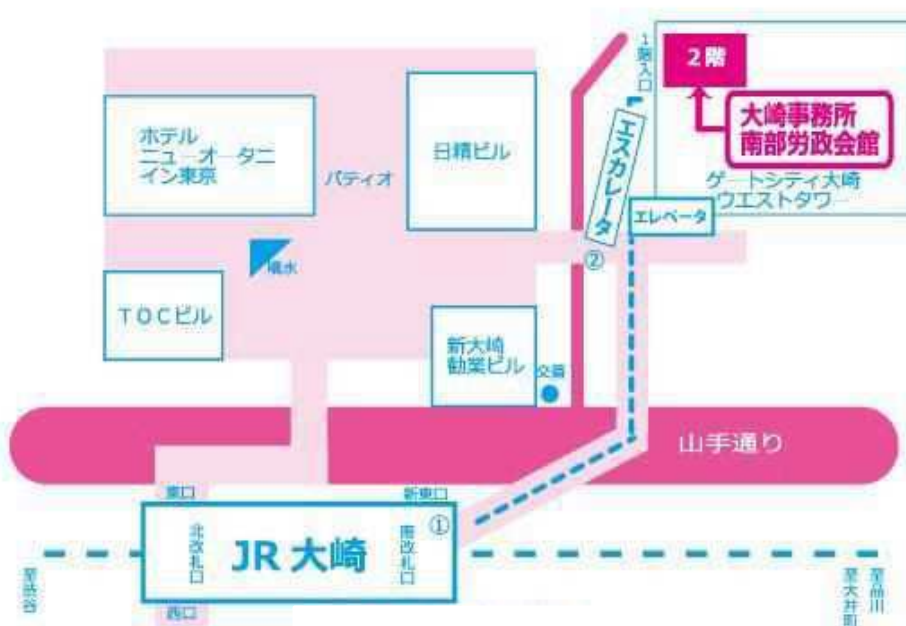 1階入口
2階
大崎事務所
南部労政会館
ゲートシティ大崎
ウエストタワー
エスカレータ
エレベータ
②
ホテル
ニューオータニ
イン東京
パティオ
日精ビル
噴水
TOCビル
新大崎
勧業ビル
交番
山手通り
東口
新東口
①
北改札口
JR 大崎
南改札口
西口
至渋谷
至大井町
至品川